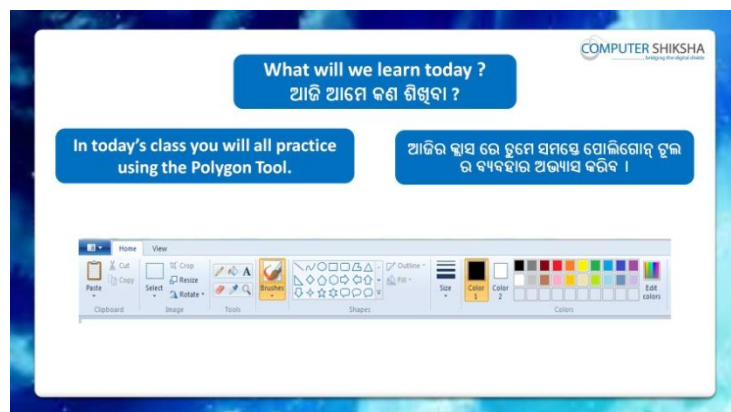 COMPUTER SHIKSHA
bridging the digital divide
What will we learn today ?
ଆଜି ଆମେ କଣ ଶିଖିବା ?
In today's class you will all practice
using the Polygon Tool.
ଆଜିର କ୍ଲାସ ରେ ତୁମେ ସମସ୍ତେ ପୋଲିଗୋନ୍ ଟୁଲ
ର ବ୍ୟବହାର ଅଭ୍ୟାସ କରିବ ।
Home View
Cut
Copy
Paste
Clipboard
Select
Crop
Resize
Rotate
Image
A
Tools
Brushes
Outline
Fill
Shapes
Size
Color
1
Color
2
Edit
colors
Colors